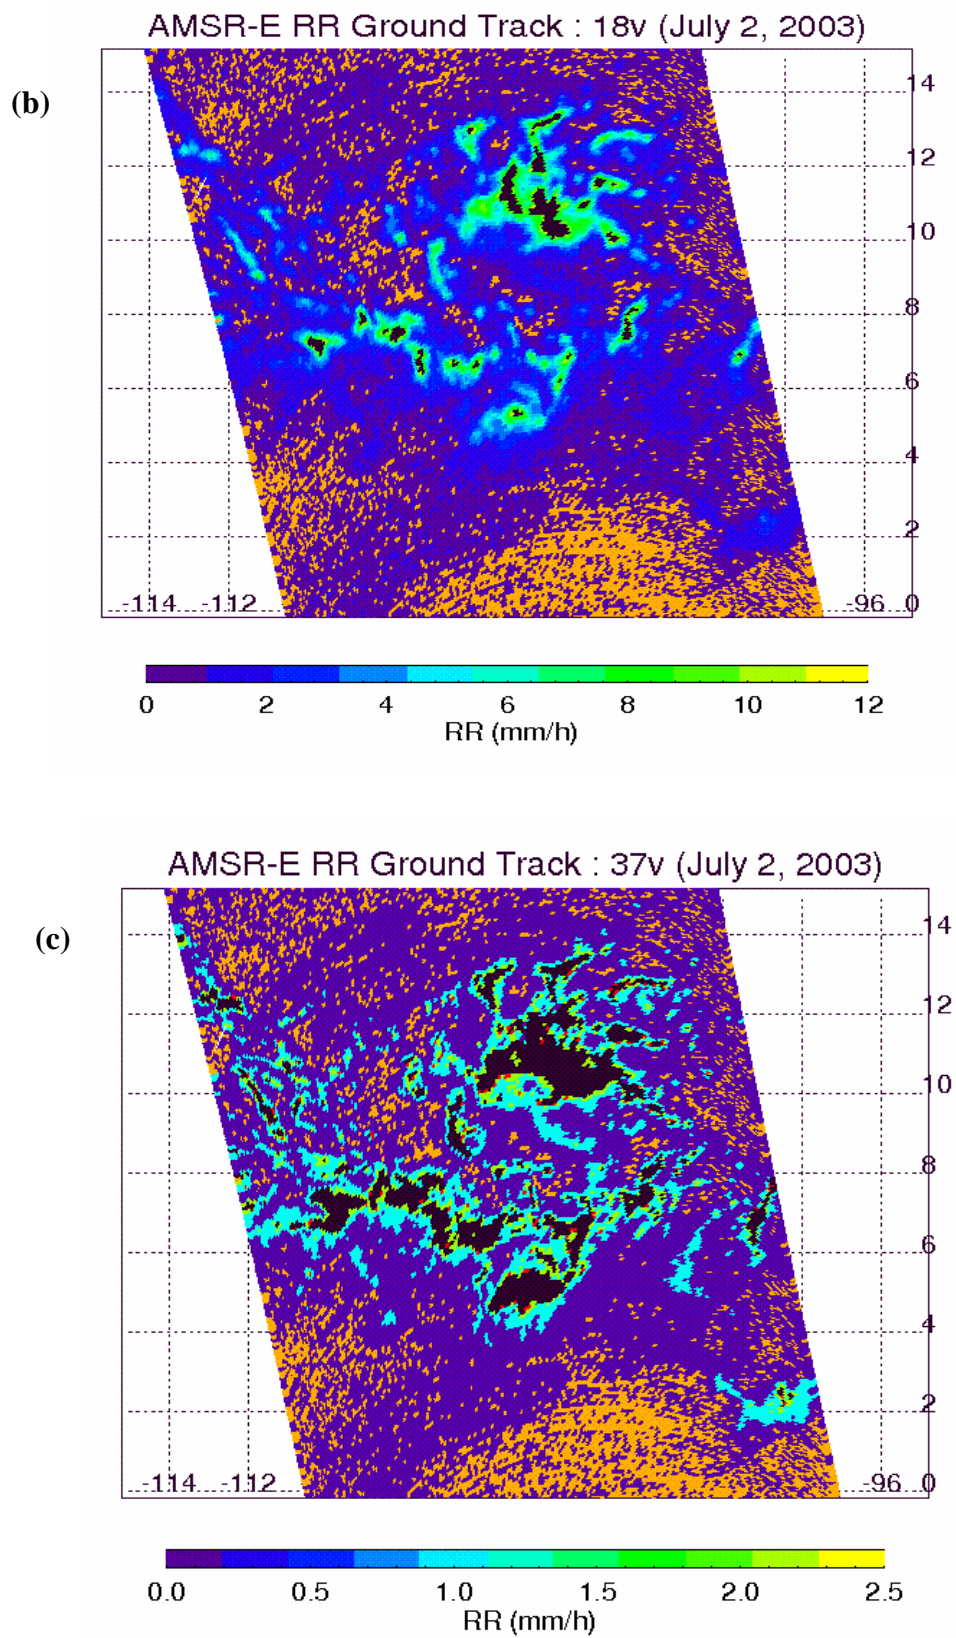 AMSR-E RR Ground Track : 18v (July 2, 2003)
(b)
14
12
10
8
6
4
2
-114 -112 -96 0
0 2 4 6 8 10 12
RR (mm/h)
AMSR-E RR Ground Track : 37v (July 2, 2003)
(c)
14
12
10
8
6
4
2
-114 -112 -96 0
0.0 0.5 1.0 1.5 2.0 2.5
RR (mm/h)